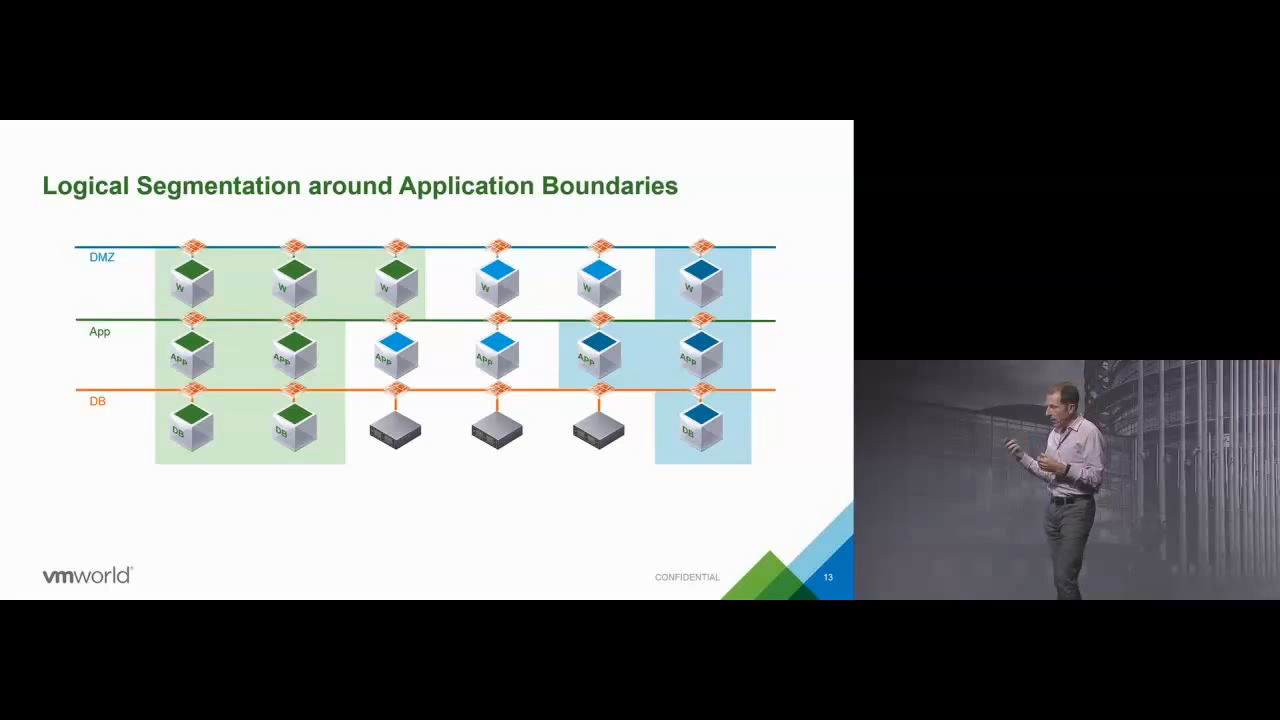 Logical Segmentation around Application Boundaries
DMZ
W W W W W W
App
APP APP APP APP APP APP
DB
DB DB DB
vmworld®
CONFIDENTIAL
13